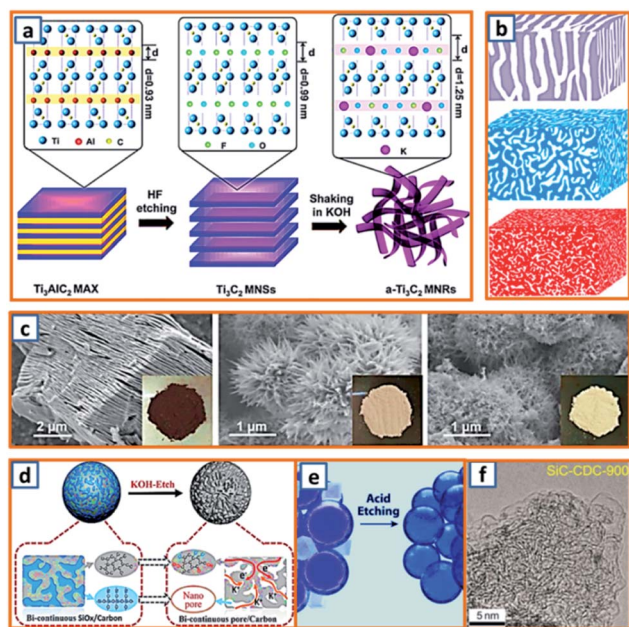 a
d
d=0.93 nm
d
d=0.99 nm
d
d=1.25 nm
Ti Al C
F O
K
HF
etching
Shaking
in KOH
Ti₃AlC₂ MAX
Ti₃C₂ MNSs
a-Ti₃C₂ MNRs
b
c
2 µm
1 µm
1 µm
d
KOH-Etch
Bi-continuous SiOx/Carbon
Nano
pore
e⁻
K⁺
K⁺
Bi-continuous pore/Carbon
e
Acid
Etching
f
SiC-CDC-900
5 nm